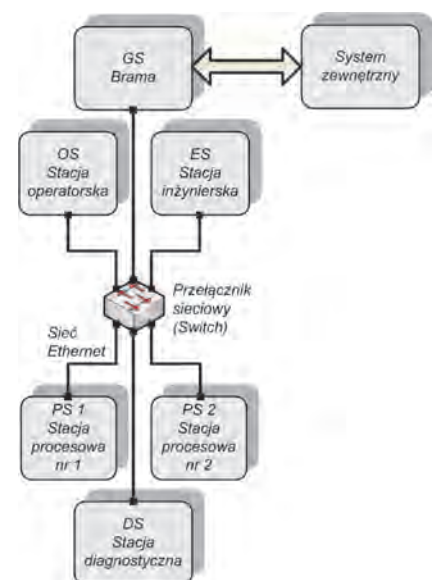 GS
Brama
System
zewnętrzny
OS
Stacja
operatorska
ES
Stacja
inżynierska
Przełącznik
sieciowy
(Switch)
Sieć
Ethernet
PS 1
Stacja
procesowa
nr 1
PS 2
Stacja
procesowa
nr 2
DS
Stacja
diagnostyczna